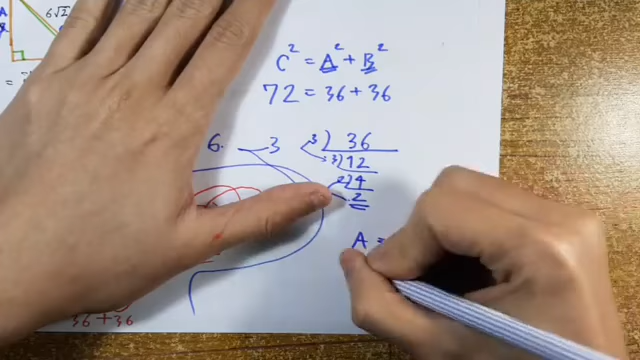 A 6√2
C² = A² + B²
=
72 = 36 + 36
6. 3 3) 36
3) 12
2) 4
2
A =
36 + 36